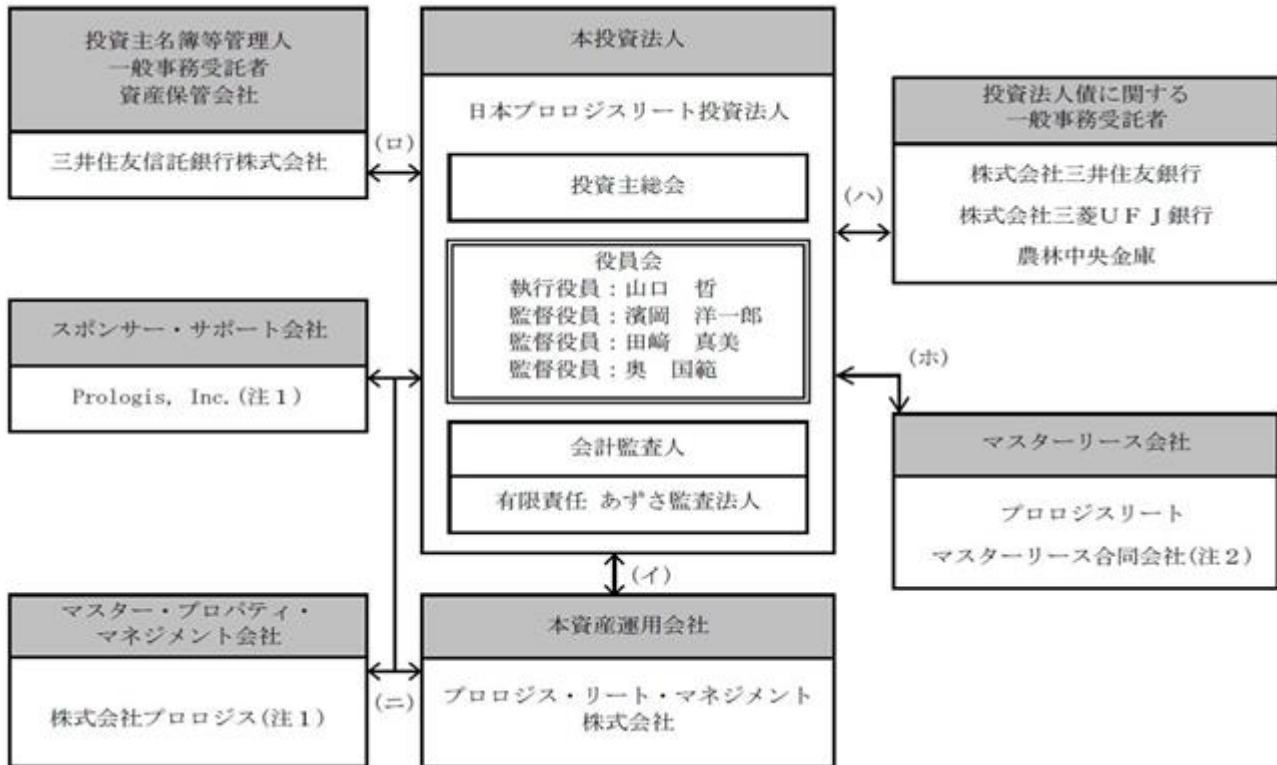 投資主名簿等管理人
一般事務受託者
資産保管会社
三井住友信託銀行株式会社
(ロ)
本投資法人
日本プロロジスリート投資法人
投資主総会
役員会
執行役員：山口　哲
監督役員：濱岡　洋一郎
監督役員：田﨑　真美
監督役員：奥　国範
会計監査人
有限責任 あずさ監査法人
(ハ)
投資法人債に関する
一般事務受託者
株式会社三井住友銀行
株式会社三菱ＵＦＪ銀行
農林中央金庫
スポンサー・サポート会社
Prologis, Inc.(注１)
(ホ)
マスターリース会社
プロロジスリート
マスターリース合同会社(注２)
(イ)
マスター・プロパティ・
マネジメント会社
株式会社プロロジス(注１)
(ニ)
本資産運用会社
プロロジス・リート・マネジメント
株式会社